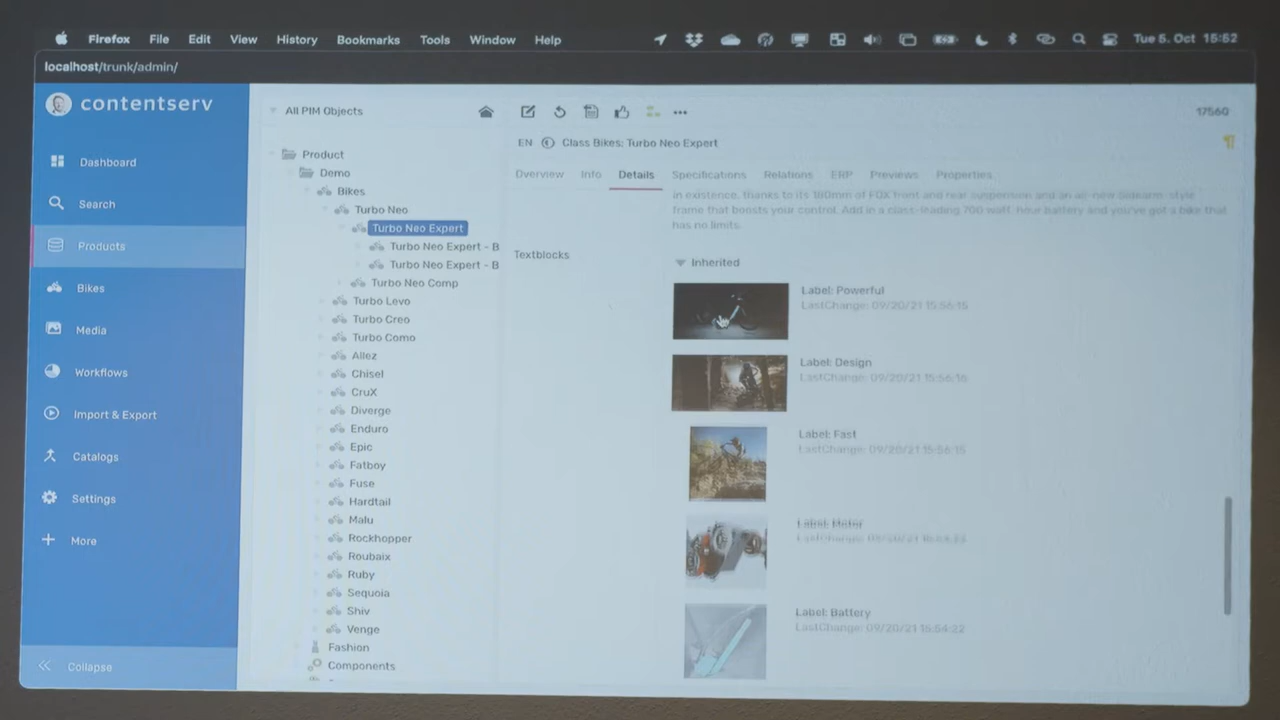 Firefox File Edit View History Bookmarks Tools Window Help Tue 5. Oct 15:52
localhost/trunk/admin/
contentserv
Dashboard
Search
Products
Bikes
Media
Workflows
Import & Export
Catalogs
Settings
More
Collapse
All PIM Objects
Product
Demo
Bikes
Turbo Neo
Turbo Neo Expert
Turbo Neo Expert - B
Turbo Neo Expert - B
Turbo Neo Comp
Turbo Levo
Turbo Creo
Turbo Como
Allez
Chisel
CruX
Diverge
Enduro
Epic
Fatboy
Fuse
Hardtail
Malu
Rockhopper
Roubaix
Ruby
Sequoia
Shiv
Venge
Fashion
Components
17560
EN Class Bikes: Turbo Neo Expert
Overview Info Details Specifications Relations ERP Previews Properties
in existence, thanks to its 180mm of FOX front and rear suspension and an all-new sidearm-style
frame that boosts your control. Add in a class-leading 700 watt-hour battery and you've got a bike that
has no limits.
Textblocks
Inherited
Label: Powerful
LastChange: 09/20/21 15:56:15
Label: Design
LastChange: 09/20/21 15:56:16
Label: Fast
LastChange: 09/20/21 15:56:15
Label: Motor
LastChange:
Label: Battery
LastChange: 09/20/21 15:54:22